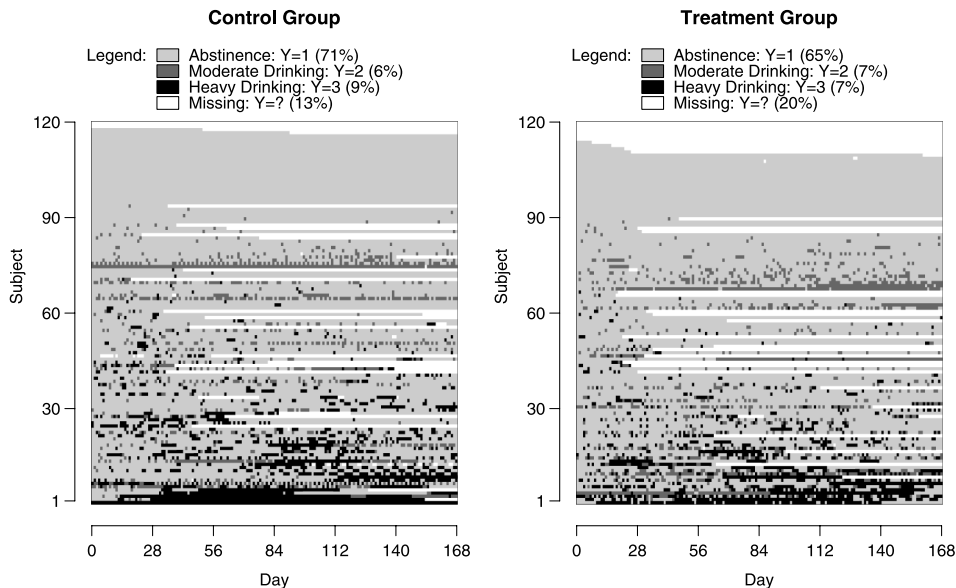 Control Group
Legend: Abstinence: Y=1 (71%)
Moderate Drinking: Y=2 (6%)
Heavy Drinking: Y=3 (9%)
Missing: Y=? (13%)
120
90
60
30
1
Subject
0 28 56 84 112 140 168
Day
Treatment Group
Legend: Abstinence: Y=1 (65%)
Moderate Drinking: Y=2 (7%)
Heavy Drinking: Y=3 (7%)
Missing: Y=? (20%)
120
90
60
30
1
Subject
0 28 56 84 112 140 168
Day